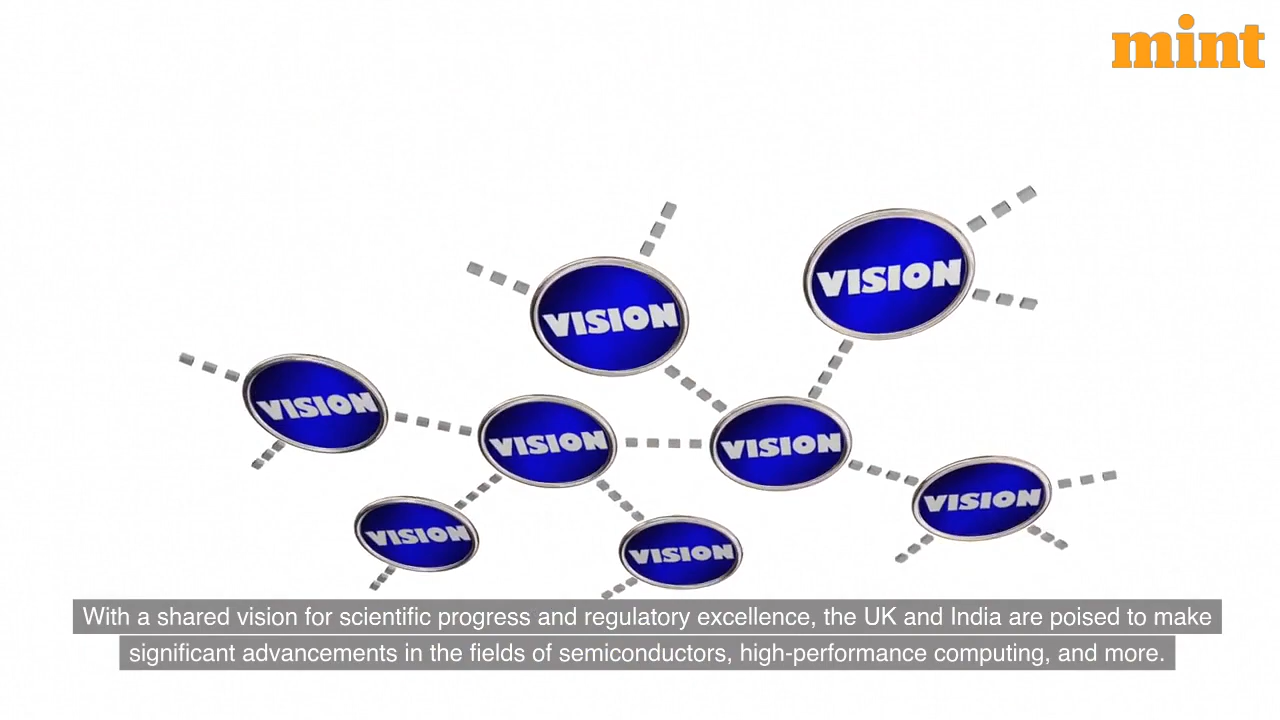 mint
VISION
VISION
VISION
VISION
VISION
VISION
VISION
VISION
With a shared vision for scientific progress and regulatory excellence, the UK and India are poised to make
significant advancements in the fields of semiconductors, high-performance computing, and more.